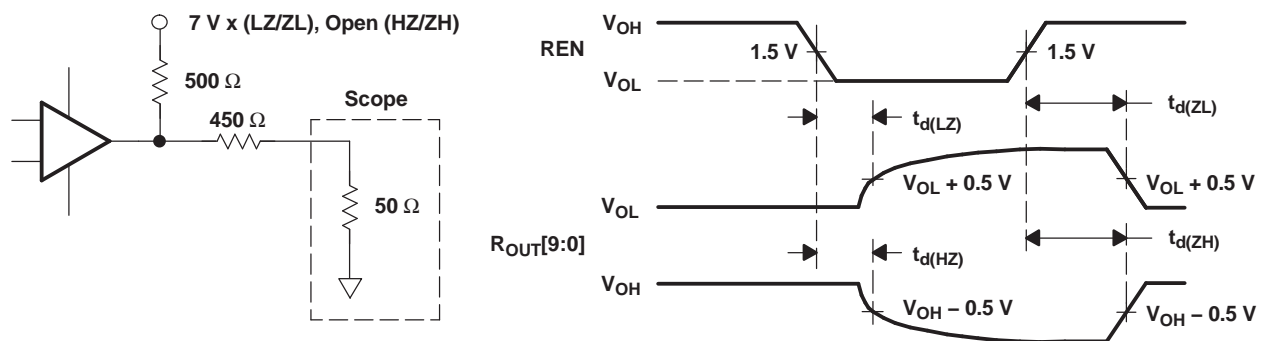 7 V x (LZ/ZL), Open (HZ/ZH)
500 Ω
450 Ω
Scope
50 Ω
REN
V_OH
V_OL
1.5 V
1.5 V
t_d(LZ)
t_d(ZL)
V_OL + 0.5 V
V_OL + 0.5 V
V_OL
R_OUT[9:0]
t_d(HZ)
t_d(ZH)
V_OH
V_OH – 0.5 V
V_OH – 0.5 V